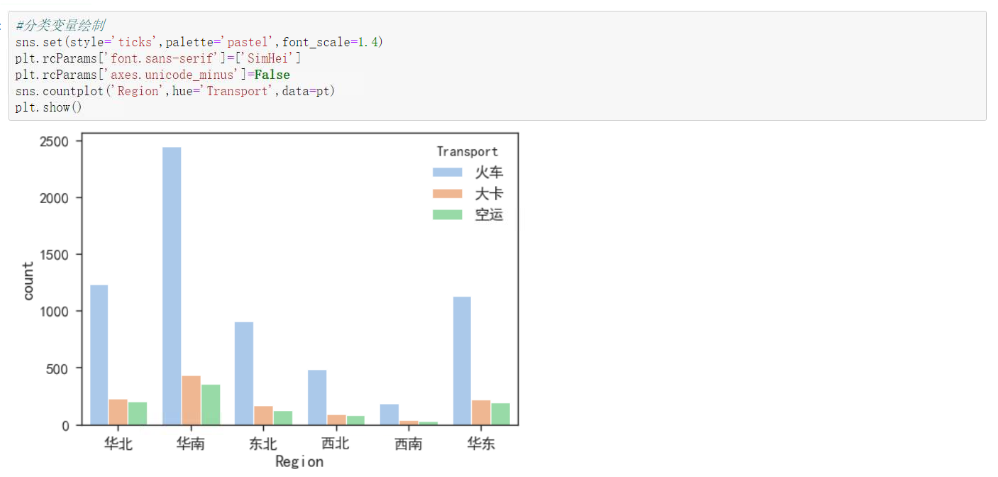 #分类变量绘制
sns.set(style='ticks',palette='pastel',font_scale=1.4)
plt.rcParams['font.sans-serif']=['SimHei']
plt.rcParams['axes.unicode_minus']=False
sns.countplot('Region',hue='Transport',data=pt)
plt.show()
2500
2000
1500
1000
500
0
count
Transport
火车
大卡
空运
华北 华南 东北 西北 西南 华东
Region